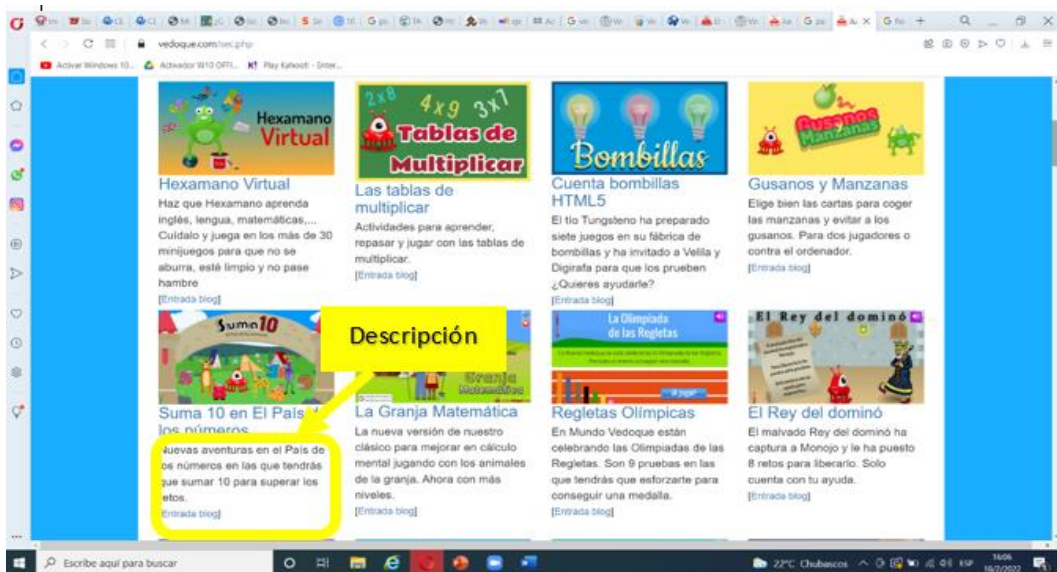 vedoque.com/sec.php
Activar Windows 10...
Activador W10 OFFI...
Play Kahoot! - Enter...
Hexamano
Virtual
2x8 4x9 3x7
Tablas de
Multiplicar
Bombillas
Gusanos
Manzanas
Hexamano Virtual
Haz que Hexamano aprenda
inglés, lengua, matemáticas,...
Cuídalo y juega en los más de 30
minijuegos para que no se
aburra, esté limpio y no pase
hambre
[Entrada blog]
Las tablas de
multiplicar
Actividades para aprender,
repasar y jugar con las tablas de
multiplicar.
[Entrada blog]
Cuenta bombillas
HTML5
El tío Tungsteno ha preparado
siete juegos en su fábrica de
bombillas y ha invitado a Velila y
Digirafa para que los prueben
¿Quieres ayudarle?
[Entrada blog]
Gusanos y Manzanas
Elige bien las cartas para coger
las manzanas y evitar a los
gusanos. Para dos jugadores o
contra el ordenador.
[Entrada blog]
Suma 10
Descripción
Granja
Matemática
La Olimpiada
de las Regletas
¡A jugar!
El Rey del dominó
Suma 10 en El País de
los números
Nuevas aventuras en el País de
los números en las que tendrás
que sumar 10 para superar los
retos.
[Entrada blog]
La Granja Matemática
La nueva versión de nuestro
clásico para mejorar en cálculo
mental jugando con los animales
de la granja. Ahora con más
niveles.
[Entrada blog]
Regletas Olímpicas
En Mundo Vedoque están
celebrando las Olimpiadas de las
Regletas. Son 9 pruebas en las
que tendrás que esforzarte para
conseguir una medalla.
[Entrada blog]
El Rey del dominó
El malvado Rey del dominó ha
captura a Monojo y le ha puesto
8 retos para liberarlo. Solo
cuenta con tu ayuda.
[Entrada blog]
Escribe aquí para buscar
22°C Chubascos
ESP
16:06
16/2/2022